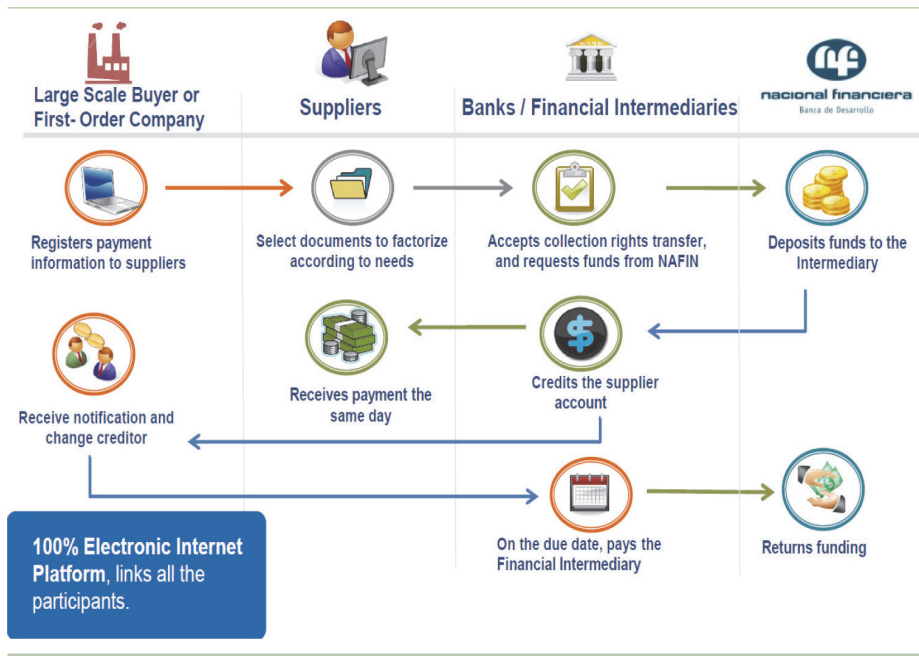 BANK
Large Scale Buyer or
First- Order Company
Suppliers
Banks / Financial Intermediaries
nf
nacional financiera
Banca de Desarrollo
Registers payment
information to suppliers
Select documents to factorize
according to needs
Accepts collection rights transfer,
and requests funds from NAFIN
Deposits funds to the
Intermediary
Receive notification and
change creditor
Receives payment the
same day
$
Credits the supplier
account
On the due date, pays the
Financial Intermediary
Returns funding
100% Electronic Internet
Platform, links all the
participants.